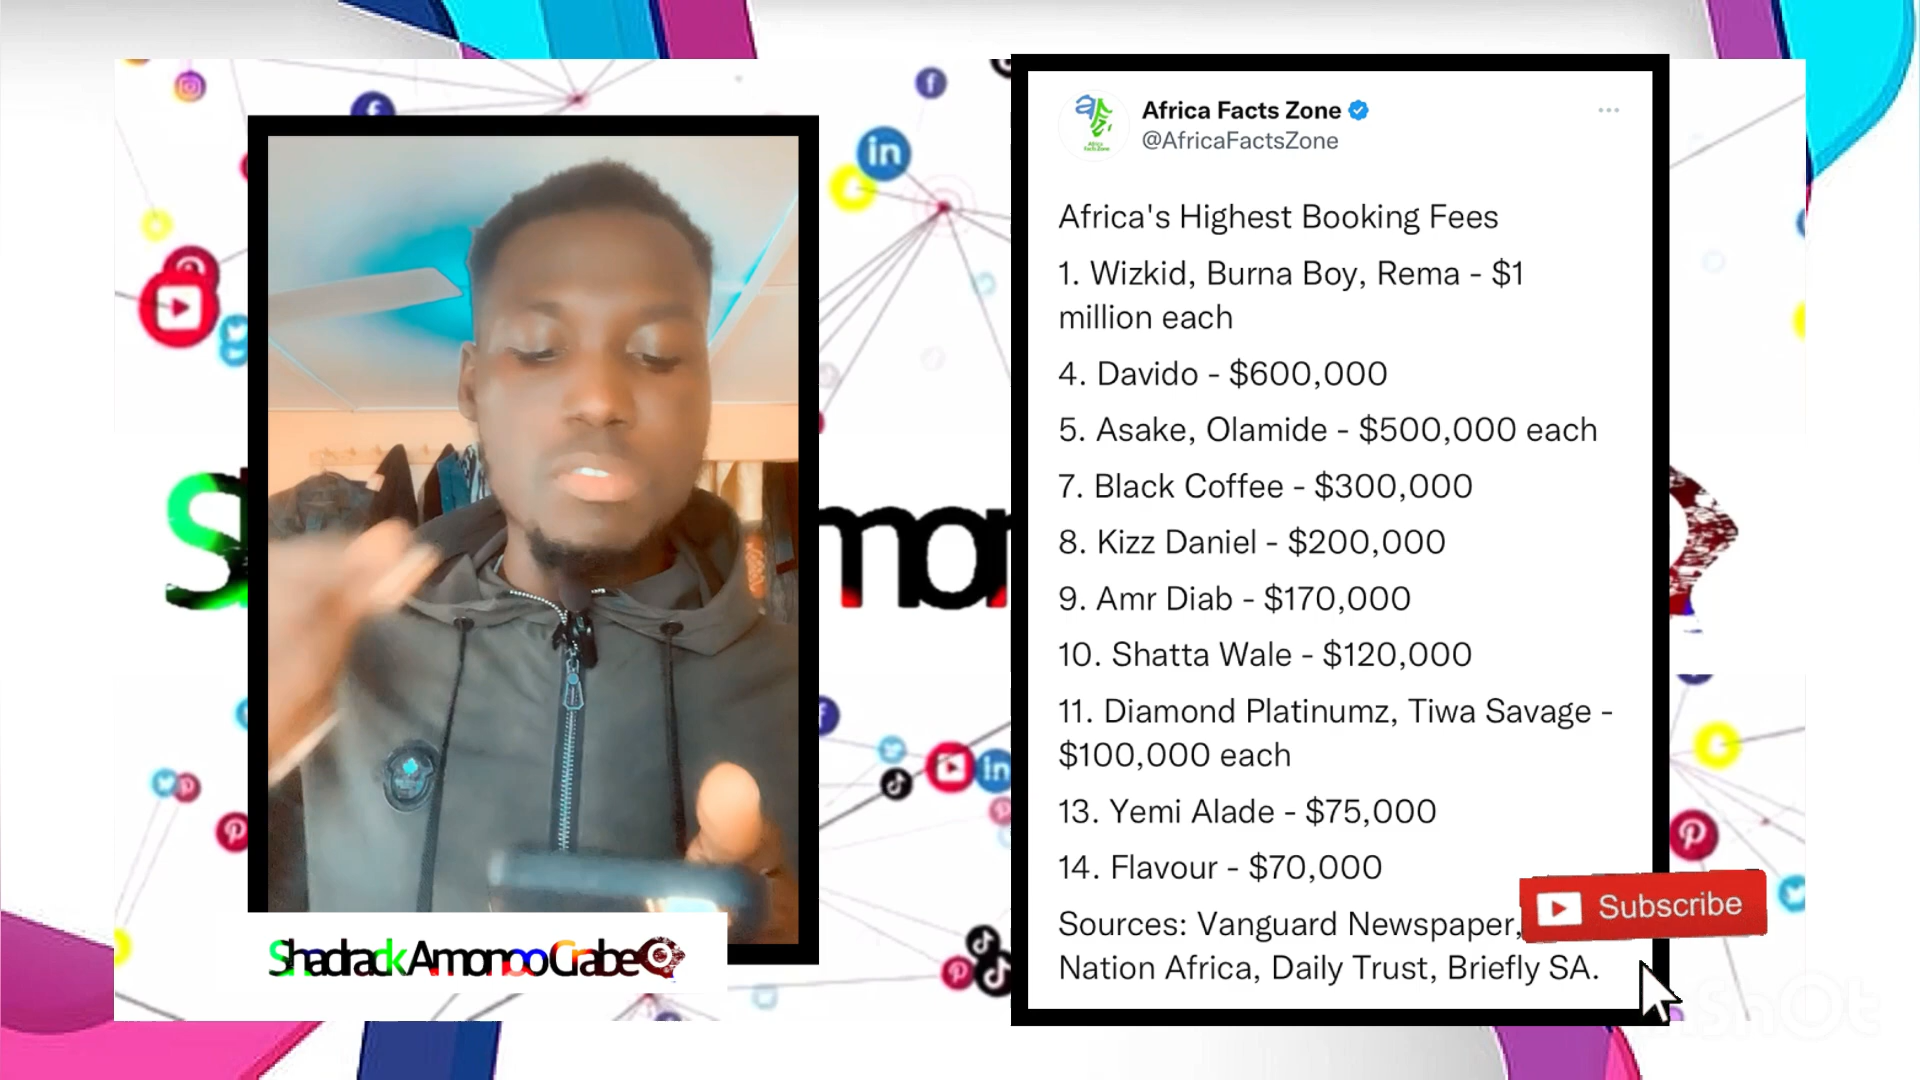 Africa Facts Zone
@AfricaFactsZone
Africa's Highest Booking Fees
1. Wizkid, Burna Boy, Rema - $1
million each
4. Davido - $600,000
5. Asake, Olamide - $500,000 each
7. Black Coffee - $300,000
8. Kizz Daniel - $200,000
9. Amr Diab - $170,000
10. Shatta Wale - $120,000
11. Diamond Platinumz, Tiwa Savage -
$100,000 each
13. Yemi Alade - $75,000
14. Flavour - $70,000
Sources: Vanguard Newspaper,
Nation Africa, Daily Trust, Briefly SA.
Subscribe
Shadrack Amonoo Crabe